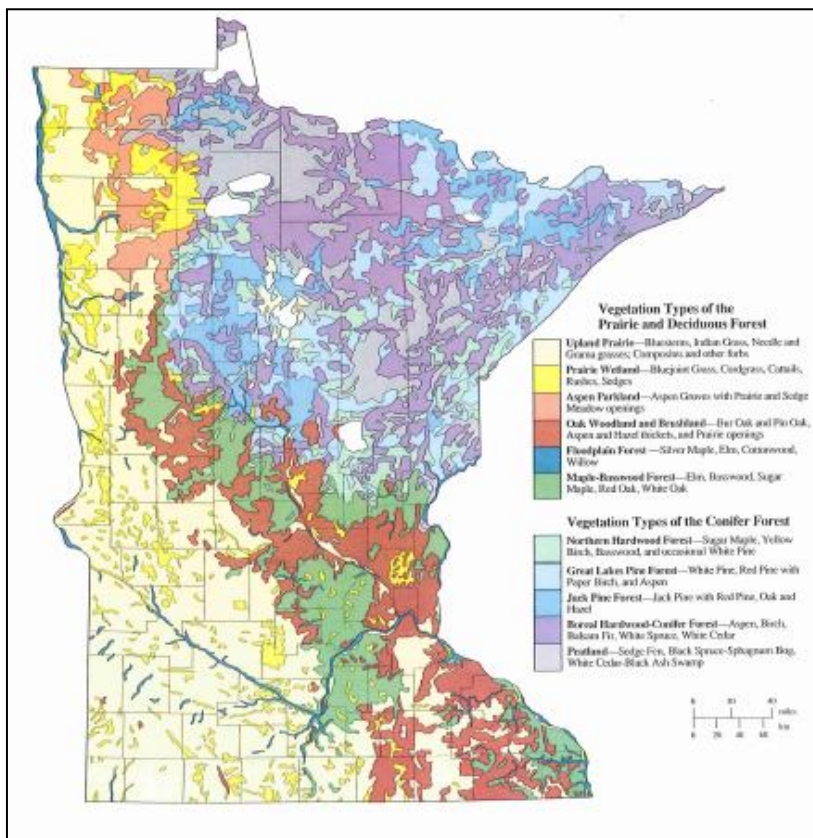 Vegetation Types of the
Prairie and Deciduous Forest
Upland Prairie—Bluestems, Indian Grass, Needle and
Grama grasses; Composites and other forbs
Prairie Wetland—Bluejoint Grass, Cordgrass, Cattails,
Rushes, Sedges
Aspen Parkland—Aspen Groves with Prairie and Sedge
Meadow openings
Oak Woodland and Brushland—Bur Oak and Pin Oak,
Aspen and Hazel thickets, and Prairie openings
Floodplain Forest —Silver Maple, Elm, Cottonwood,
Willow
Maple-Basswood Forest—Elm, Basswood, Sugar
Maple, Red Oak, White Oak
Vegetation Types of the Conifer Forest
Northern Hardwood Forest—Sugar Maple, Yellow
Birch, Basswood, and occasional White Pine
Great Lakes Pine Forest—White Pine, Red Pine with
Paper Birch, and Aspen
Jack Pine Forest—Jack Pine with Red Pine, Oak and
Hazel
Boreal Hardwood-Conifer Forest—Aspen, Birch,
Balsam Fir, White Spruce, White Cedar
Peatland—Sedge Fen, Black Spruce-Sphagnum Bog,
White Cedar-Black Ash Swamp
0 20 40
miles
km
0 20 40 60